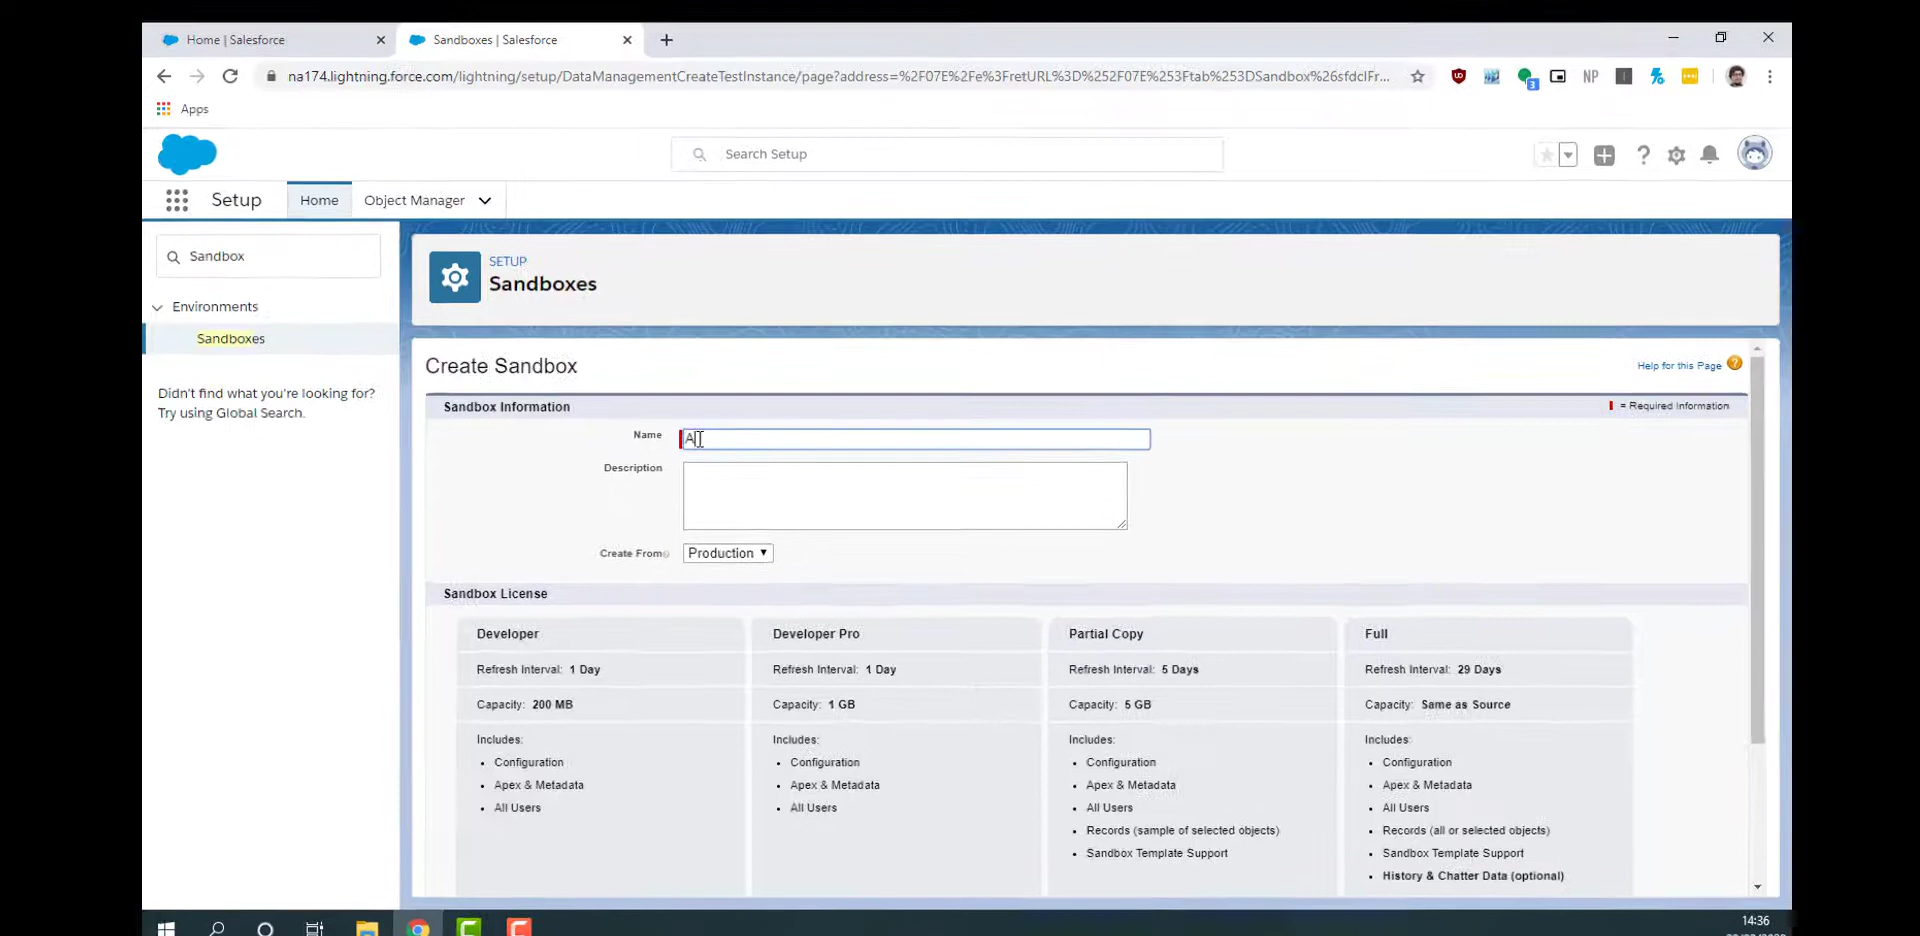 Home | Salesforce
Sandboxes | Salesforce
na174.lightning.force.com/lightning/setup/DataManagementCreateTestInstance/page?address=%2F07E%2Fe%3FretURL%3D%252F07E%253Ftab%253DSandbox%26sfdcIFr...
3
NP
Apps
Search Setup
Setup
Home
Object Manager
Sandbox
Environments
Sandboxes
Didn't find what you're looking for?
Try using Global Search.
SETUP
Sandboxes
Create Sandbox
Help for this Page
Sandbox Information
= Required Information
Name
A
Description
Create From
Production
Sandbox License
Developer
Refresh Interval: 1 Day
Capacity: 200 MB
Includes:
• Configuration
• Apex & Metadata
• All Users
Developer Pro
Refresh Interval: 1 Day
Capacity: 1 GB
Includes:
• Configuration
• Apex & Metadata
• All Users
Partial Copy
Refresh Interval: 5 Days
Capacity: 5 GB
Includes:
• Configuration
• Apex & Metadata
• All Users
• Records (sample of selected objects)
• Sandbox Template Support
Full
Refresh Interval: 29 Days
Capacity: Same as Source
Includes:
• Configuration
• Apex & Metadata
• All Users
• Records (all or selected objects)
• Sandbox Template Support
• History & Chatter Data (optional)
14:36